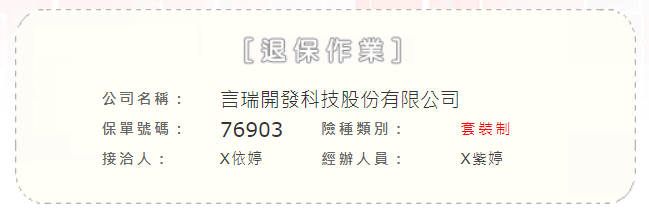 [退保作業]
公司名稱： 言瑞開發科技股份有限公司
保單號碼： 76903 險種類別： 套裝制
接洽人： X依婷 經辦人員： X紫婷